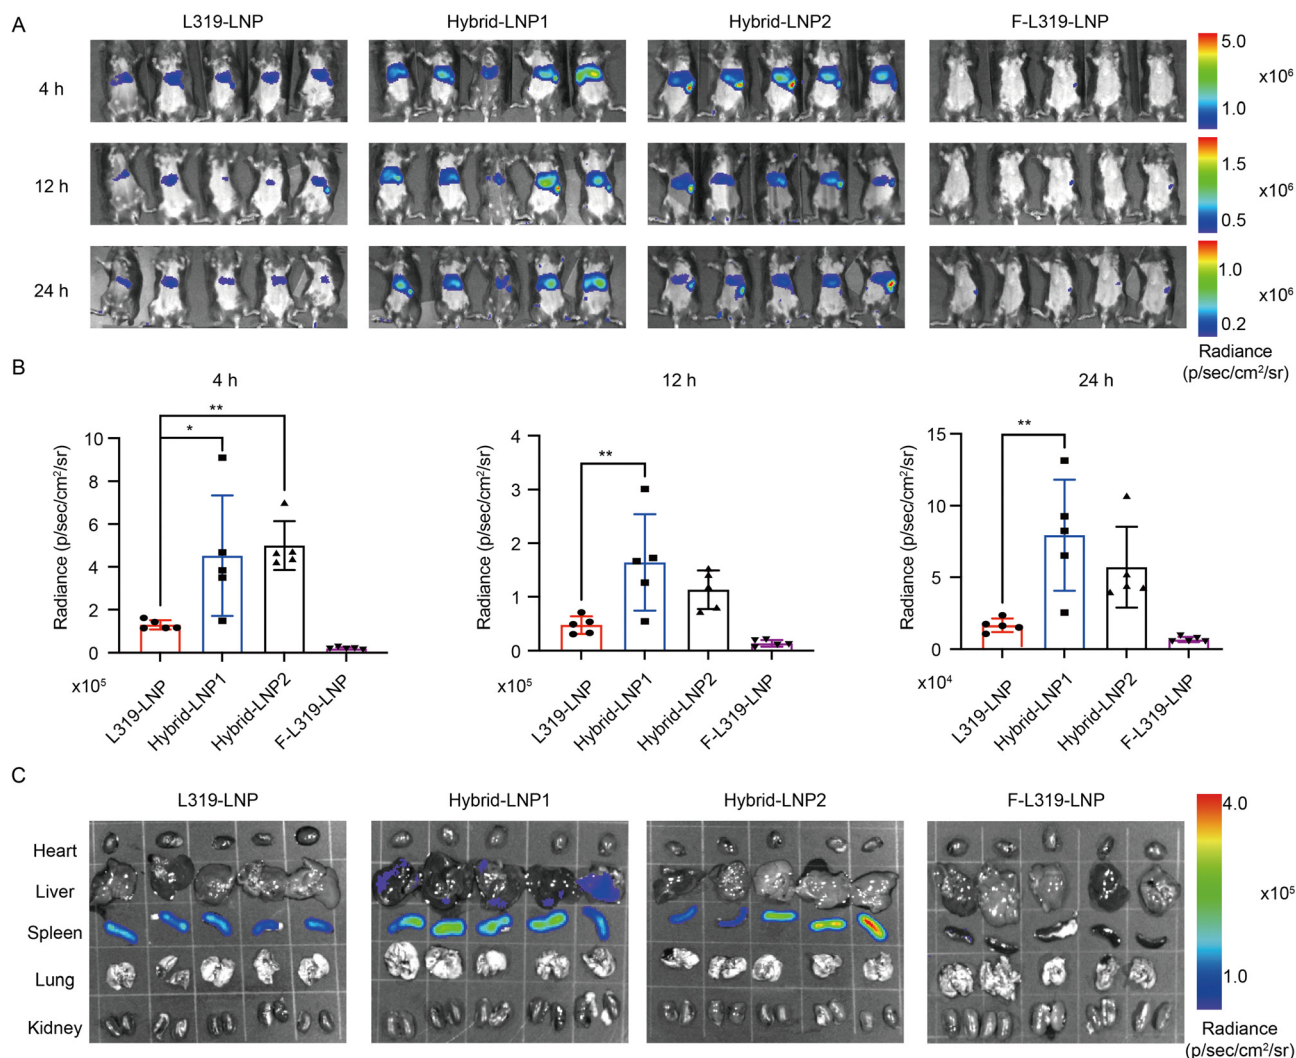 A
L319-LNP
Hybrid-LNP1
Hybrid-LNP2
F-L319-LNP
4 h
5.0
x10⁶
1.0
12 h
1.5
x10⁶
0.5
24 h
1.0
x10⁶
0.2
Radiance
(p/sec/cm²/sr)
B
4 h
Radiance (p/sec/cm²/sr)
10
8
6
4
2
0
*
**
x10⁵
L319-LNP
Hybrid-LNP1
Hybrid-LNP2
F-L319-LNP
12 h
Radiance (p/sec/cm²/sr)
4
3
2
1
0
**
x10⁵
L319-LNP
Hybrid-LNP1
Hybrid-LNP2
F-L319-LNP
24 h
Radiance (p/sec/cm²/sr)
15
10
5
0
**
x10⁴
L319-LNP
Hybrid-LNP1
Hybrid-LNP2
F-L319-LNP
C
L319-LNP
Hybrid-LNP1
Hybrid-LNP2
F-L319-LNP
Heart
Liver
Spleen
Lung
Kidney
4.0
x10⁵
1.0
Radiance
(p/sec/cm²/sr)